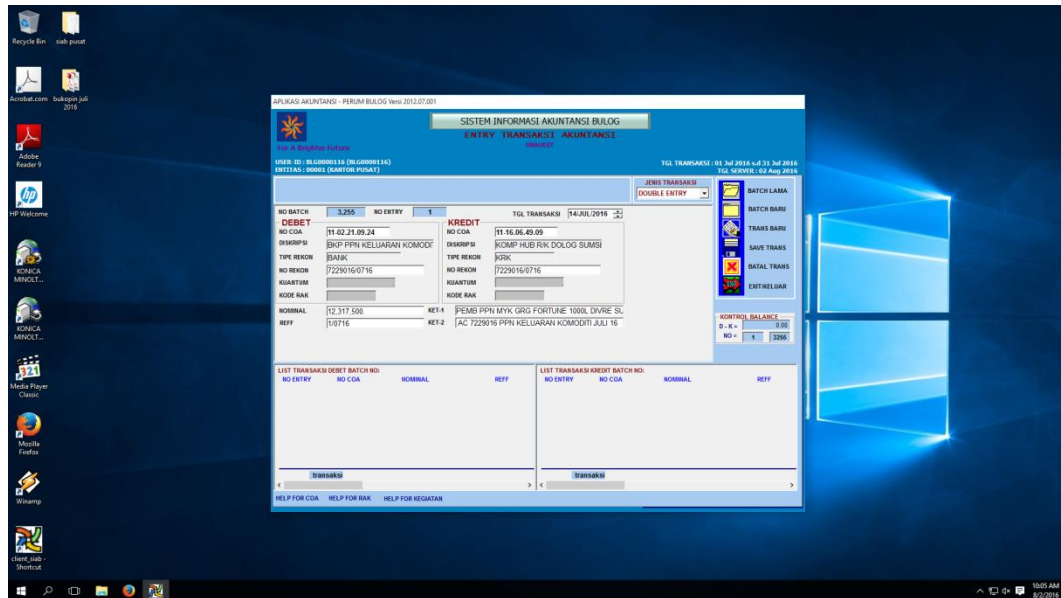 Recycle Bin
siab pusat
Acrobat.com
bukopin juli
2016
Adobe
Reader 9
HP Welcome
KONICA
MINOLT...
KONICA
MINOLT...
Media Player
Classic
Mozilla
Firefox
Winamp
client_siab -
Shortcut
APLIKASI AKUNTANSI - PERUM BULOG Versi 2012.07.001
SISTEM INFORMASI AKUNTANSI BULOG
ENTRY TRANSAKSI AKUNTANSI
UNAUDIT
For A Brighter Future
USER-ID : BLG0000116 (BLG0000116)
ENTITAS : 00001 (KANTOR PUSAT)
TGL TRANSAKSI : 01 Jul 2016 s.d 31 Jul 2016
TGL SERVER : 02 Aug 2016
JENIS TRANSAKSI
DOUBLE ENTRY
BATCH LAMA
BATCH BARU
TRANS BARU
SAVE TRANS
BATAL TRANS
EXIT/KELUAR
NO BATCH 3,255 NO ENTRY 1 TGL TRANSAKSI 14/JUL/2016
DEBET KREDIT
NO COA 11-02.21.09.24 NO COA 11-16.06.49.09
DISKRIPSI BKP PPN KELUARAN KOMODIT DISKRIPSI KOMP HUB R/K DOLOG SUMSI
TIPE REKON BANK TIPE REKON KRK
NO REKON 7229016/0716 NO REKON 7229016/0716
KUANTUM KUANTUM
KODE RAK KODE RAK
NOMINAL 12,317,500. KET-1 PEMB PPN MYK GRG FORTUNE 1000L DIVRE SU
REFF 1/0716 KET-2 AC 7229016 PPN KELUARAN KOMODITI JULI 16
KONTROL BALANCE
D - K = 0.00
NO = 1 3266
LIST TRANSAKSI DEBET BATCH NO: LIST TRANSAKSI KREDIT BATCH NO:
NO ENTRY NO COA NOMINAL REFF NO ENTRY NO COA NOMINAL REFF
transaksi transaksi
HELP FOR COA HELP FOR RAK HELP FOR KEGIATAN
10:05 AM
8/2/2016